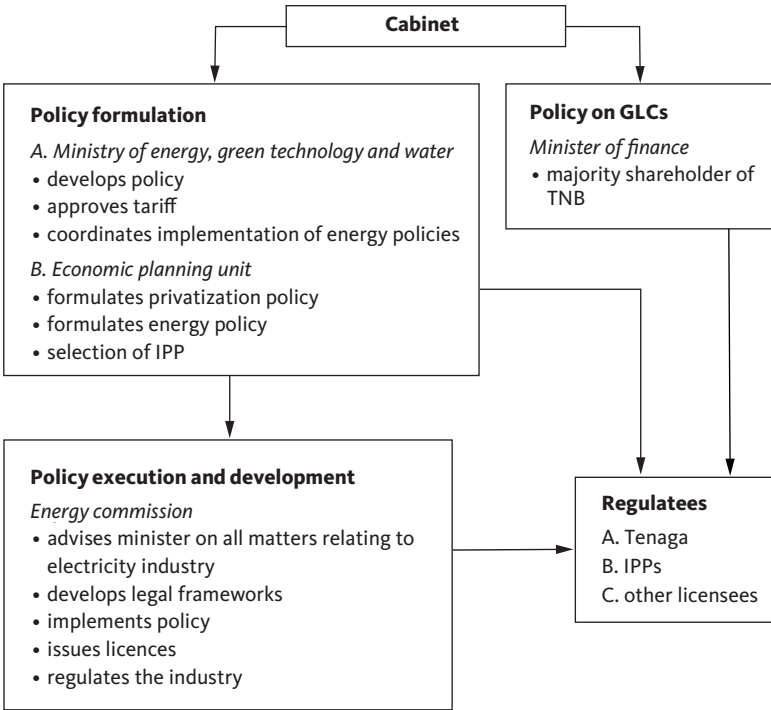 Cabinet
Policy formulation
A. Ministry of energy, green technology and water
• develops policy
• approves tariff
• coordinates implementation of energy policies
B. Economic planning unit
• formulates privatization policy
• formulates energy policy
• selection of IPP
Policy on GLCs
Minister of finance
• majority shareholder of
TNB
Policy execution and development
Energy commission
• advises minister on all matters relating to
electricity industry
• develops legal frameworks
• implements policy
• issues licences
• regulates the industry
Regulatees
A. Tenaga
B. IPPs
C. other licensees